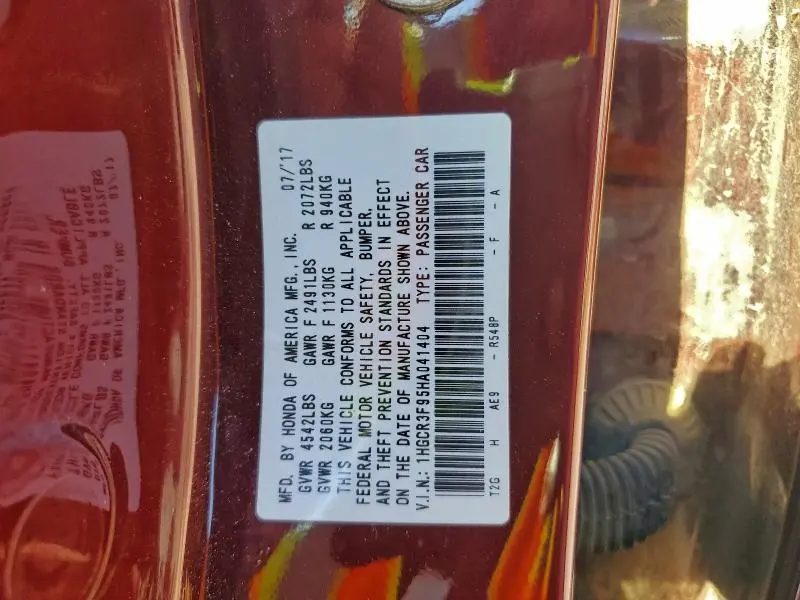 MFD. BY HONDA OF AMERICA MFG., INC. 07/'17
GVWR 4542LBS GAWR F 2491LBS R 2072LBS
GVWR 2060KG GAWR F 1130KG R 940KG
THIS VEHICLE CONFORMS TO ALL APPLICABLE
FEDERAL MOTOR VEHICLE SAFETY, BUMPER,
AND THEFT PREVENTION STANDARDS IN EFFECT
ON THE DATE OF MANUFACTURE SHOWN ABOVE.
V.I.N.: 1HGCR3F95HA041404 TYPE: PASSENGER CAR
T2G H AE9 - R548P - F - A